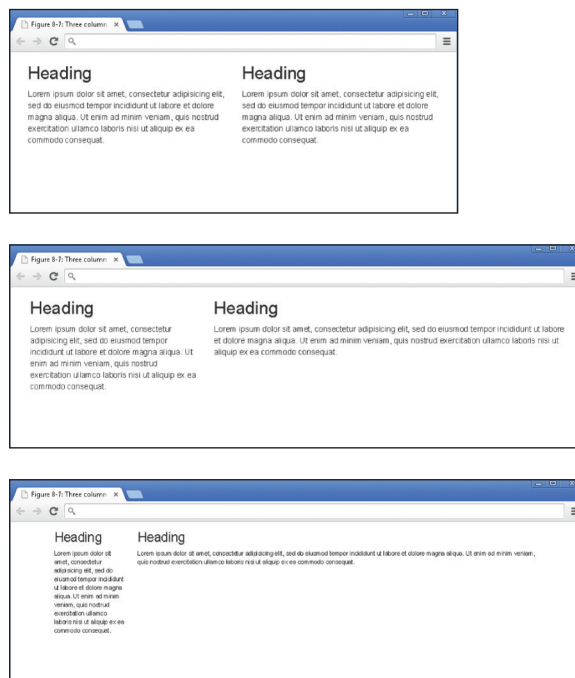 Figure 8-7: Three column
Heading
Lorem ipsum dolor sit amet, consectetur adipisicing elit,
sed do eiusmod tempor incididunt ut labore et dolore
magna aliqua. Ut enim ad minim veniam, quis nostrud
exercitation ullamco laboris nisi ut aliquip ex ea
commodo consequat.
Heading
Lorem ipsum dolor sit amet, consectetur adipisicing elit,
sed do eiusmod tempor incididunt ut labore et dolore
magna aliqua. Ut enim ad minim veniam, quis nostrud
exercitation ullamco laboris nisi ut aliquip ex ea
commodo consequat.
Figure 8-7: Three column
Heading
Lorem ipsum dolor sit amet, consectetur
adipisicing elit, sed do eiusmod tempor
incididunt ut labore et dolore magna aliqua. Ut
enim ad minim veniam, quis nostrud
exercitation ullamco laboris nisi ut aliquip ex ea
commodo consequat.
Heading
Lorem ipsum dolor sit amet, consectetur adipisicing elit, sed do eiusmod tempor incididunt ut labore
et dolore magna aliqua. Ut enim ad minim veniam, quis nostrud exercitation ullamco laboris nisi ut
aliquip ex ea commodo consequat.
Figure 8-7: Three column
Heading
Lorem ipsum dolor sit
amet, consectetur
adipisicing elit, sed do
eiusmod tempor incididunt
ut labore et dolore magna
aliqua. Ut enim ad minim
veniam, quis nostrud
exercitation ullamco
laboris nisi ut aliquip ex ea
commodo consequat.
Heading
Lorem ipsum dolor sit amet, consectetur adipisicing elit, sed do eiusmod tempor incididunt ut labore et dolore magna aliqua. Ut enim ad minim veniam,
quis nostrud exercitation ullamco laboris nisi ut aliquip ex ea commodo consequat.